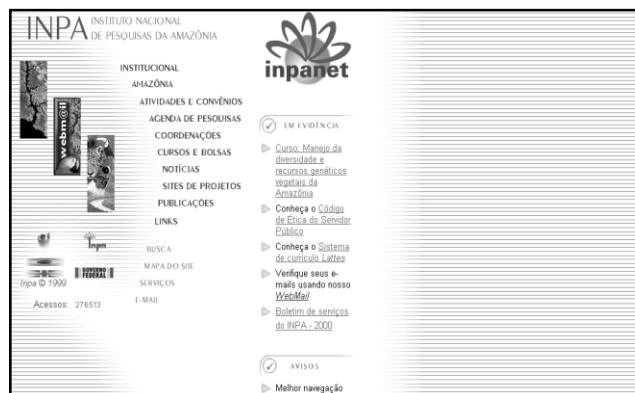 INPA INSTITUTO NACIONAL
DE PESQUISAS DA AMAZÔNIA
INSTITUCIONAL
AMAZÔNIA
ATIVIDADES E CONVÊNIOS
AGENDA DE PESQUISAS
COORDENAÇÕES
CURSOS E BOLSAS
NOTÍCIAS
SITES DE PROJETOS
PUBLICAÇÕES
LINKS
webm@il
BUSCA
MAPA DO SITE
SERVIÇOS
E-MAIL
Inpa
GOVERNO
FEDERAL
Inpa © 1999
Acessos: 276513
inpanet
EM EVIDÊNCIA
Curso: Manejo da
diversidade e
recursos genéticos
vegetais da
Amazônia
Conheça o Código
de Ética do Servidor
Público
Conheça o Sistema
de currículo Lattes
Verifique seus e-
mails usando nosso
WebMail
Boletim de serviços
do INPA - 2000
AVISOS
Melhor navegação